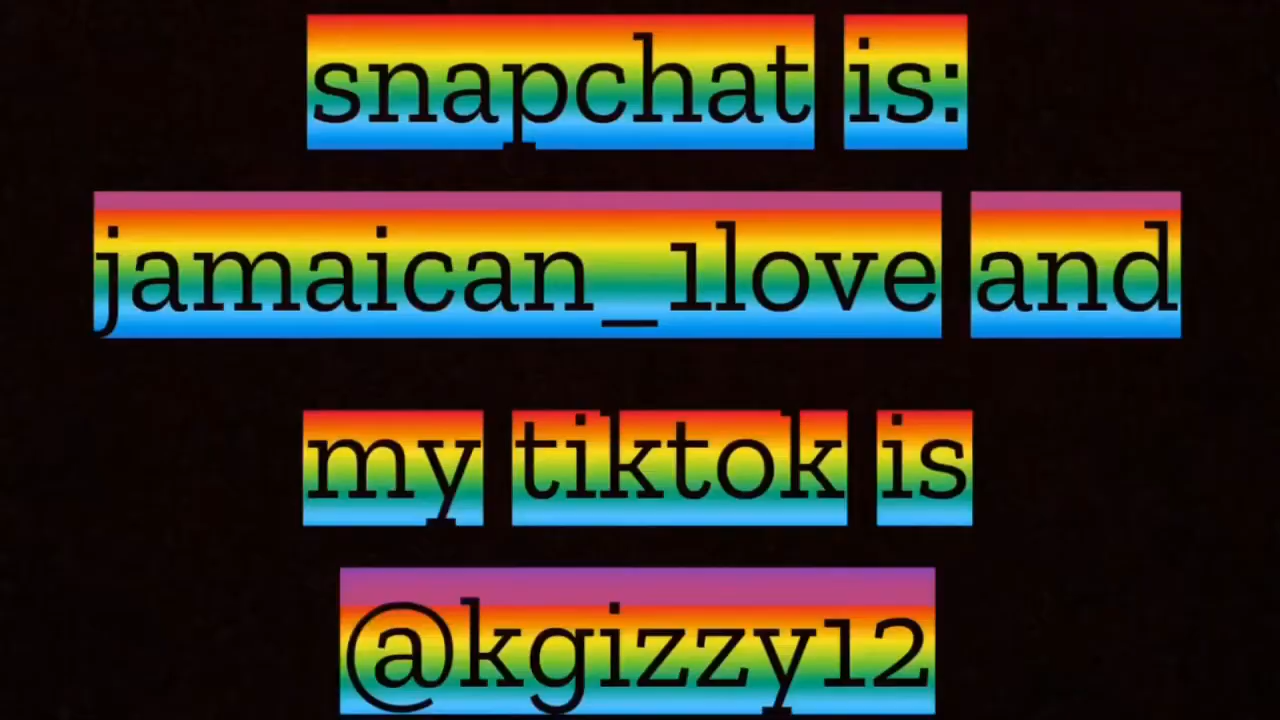 snapchat is:
jamaican_1love and
my tiktok is
@kgizzy12